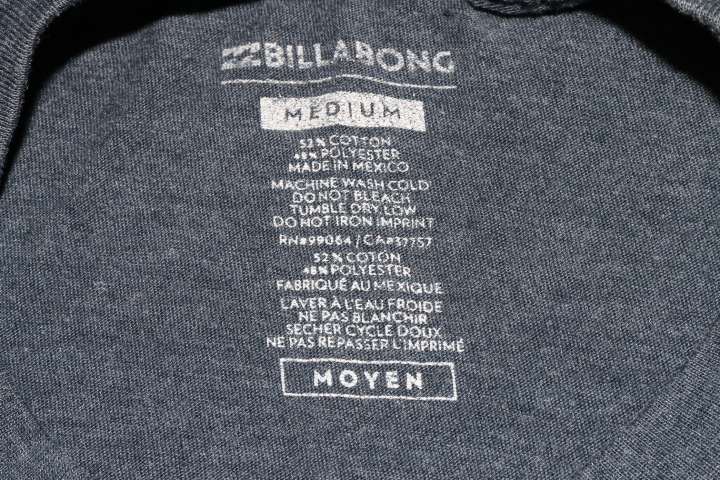 BILLABONG
MEDIUM
52% COTTON
48% POLYESTER
MADE IN MEXICO
MACHINE WASH COLD
DO NOT BLEACH
TUMBLE DRY LOW
DO NOT IRON IMPRINT
RN#99064 / CA#37757
52% COTON
48% POLYESTER
FABRIQUÉ AU MEXIQUE
LAVER À L'EAU FROIDE
NE PAS BLANCHIR
SECHER CYCLE DOUX
NE PAS REPASSER L'IMPRIMÉ
MOYEN